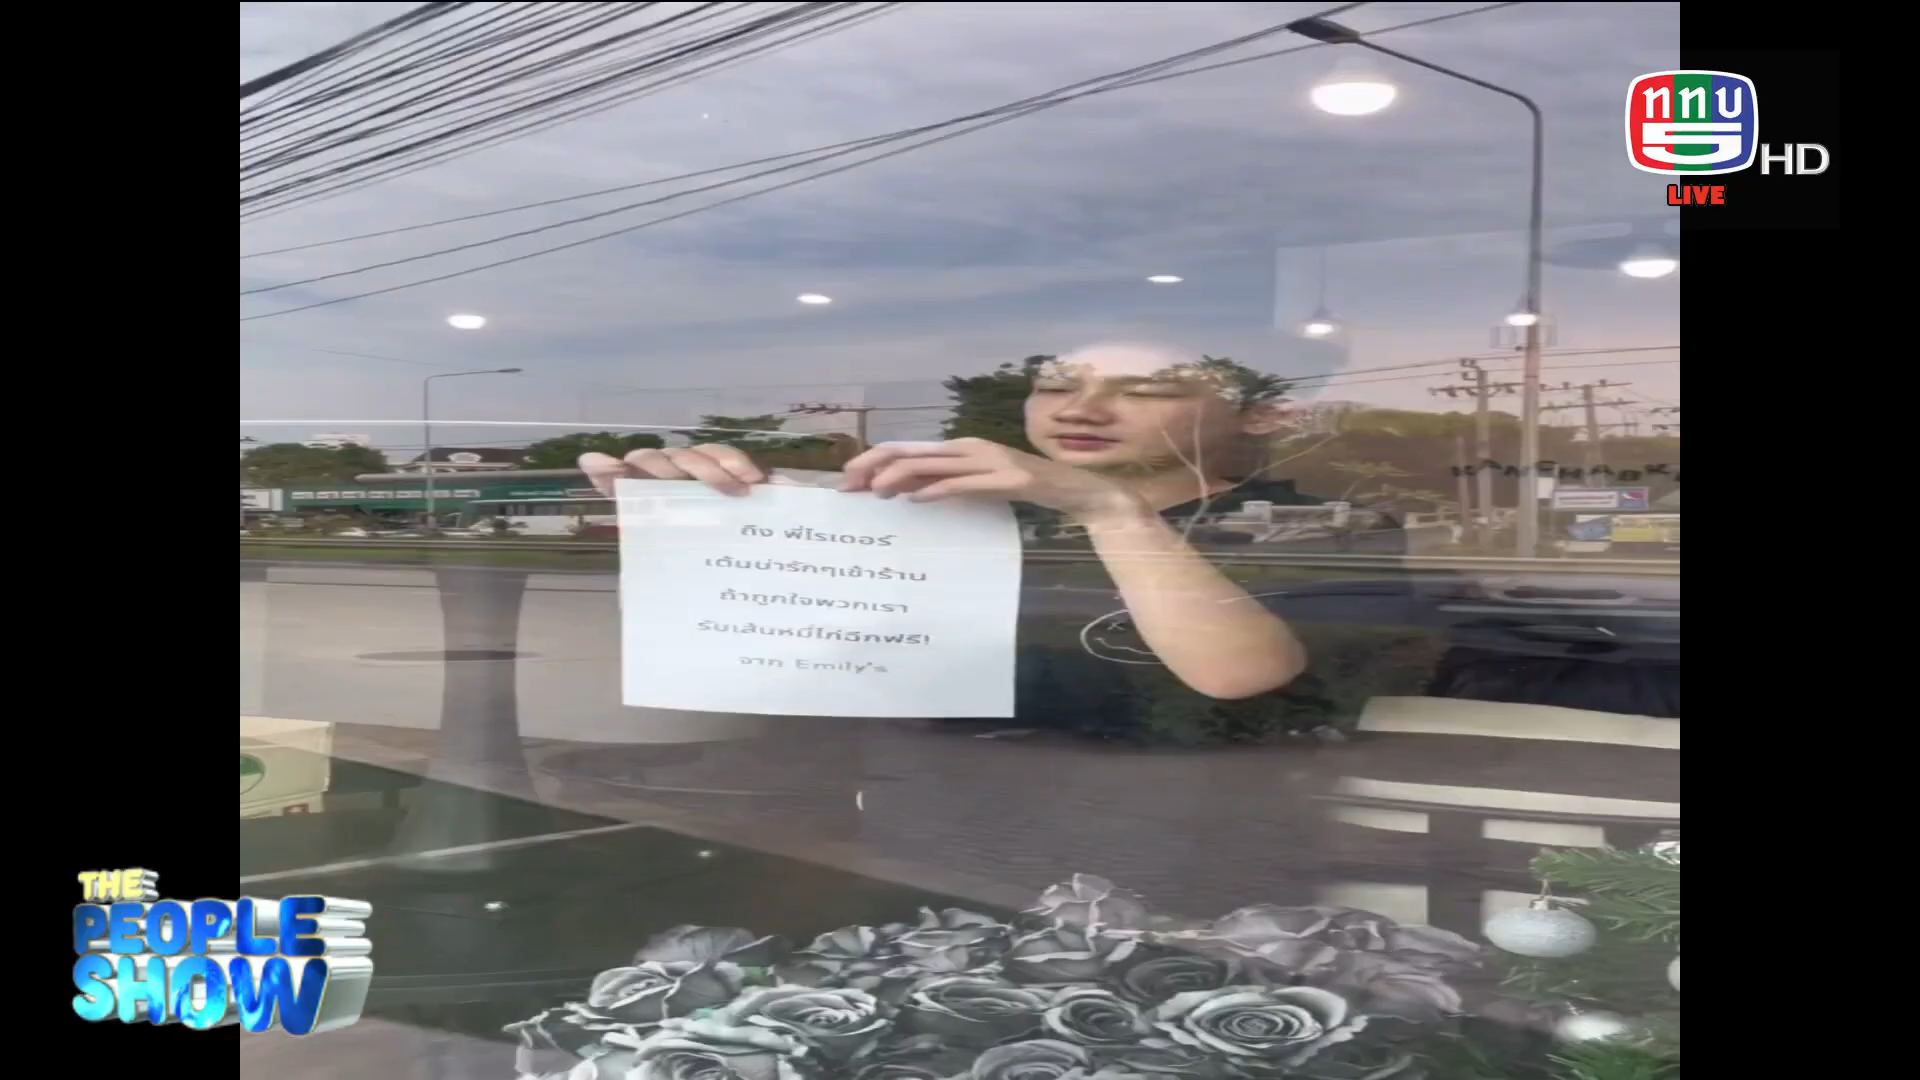 ททบ
5 HD
LIVE
ถึง พี่ไรเดอร์
เต้นน่ารักๆเข้าร้าน
ถ้าถูกใจพวกเรา
รับเส้นหมี่ไก่ฉีกฟรี!
จาก Emily's
THE
PEOPLE
SHOW